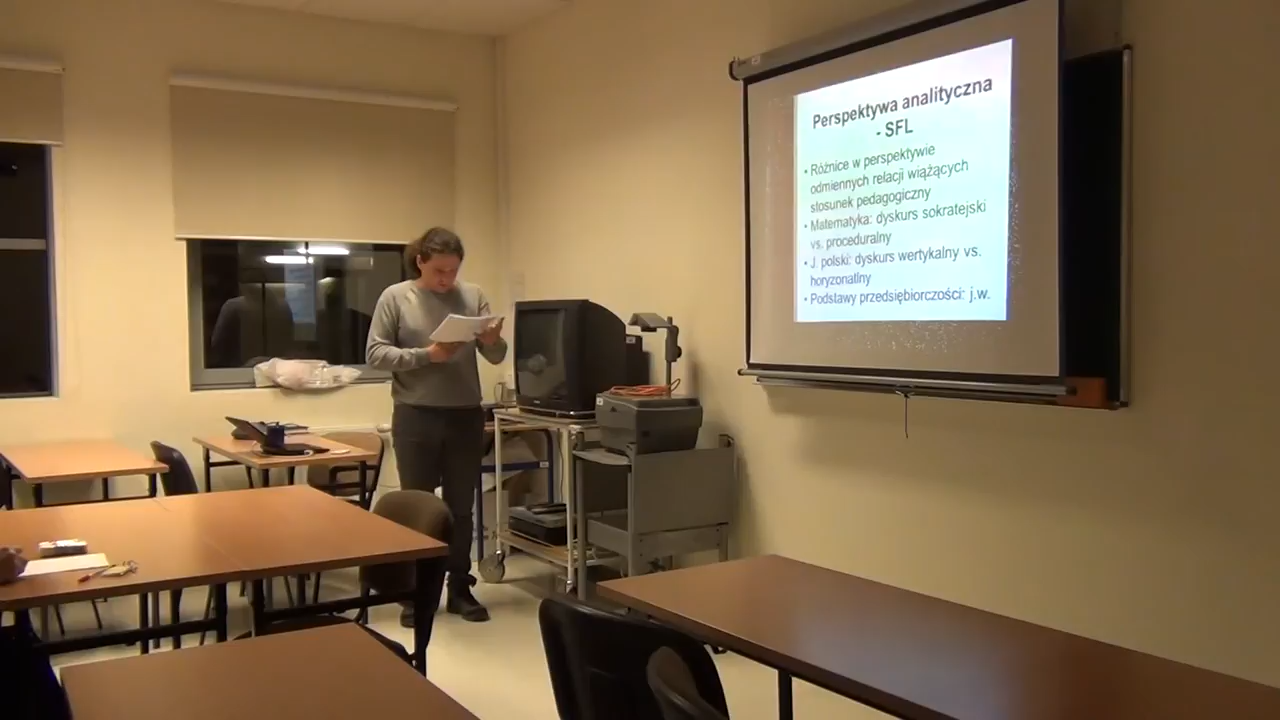 Perspektywa analityczna
- SFL
• Różnice w perspektywie
odmiennych relacji wiążących
stosunek pedagogiczny
• Matematyka: dyskurs sokratejski
vs. proceduralny
• J. polski: dyskurs wertykalny vs.
horyzonatlny
• Podstawy przedsiębiorczości: j.w.